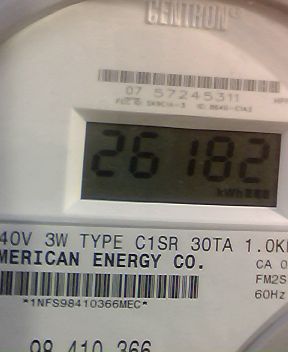 CENTRON
07 57245311
26182
kWh
40V 3W TYPE C1SR 30TA 1.0K
MERICAN ENERGY CO.
CA 0
FM2S
*1NFS98410366MEC*
60Hz
98 410 366